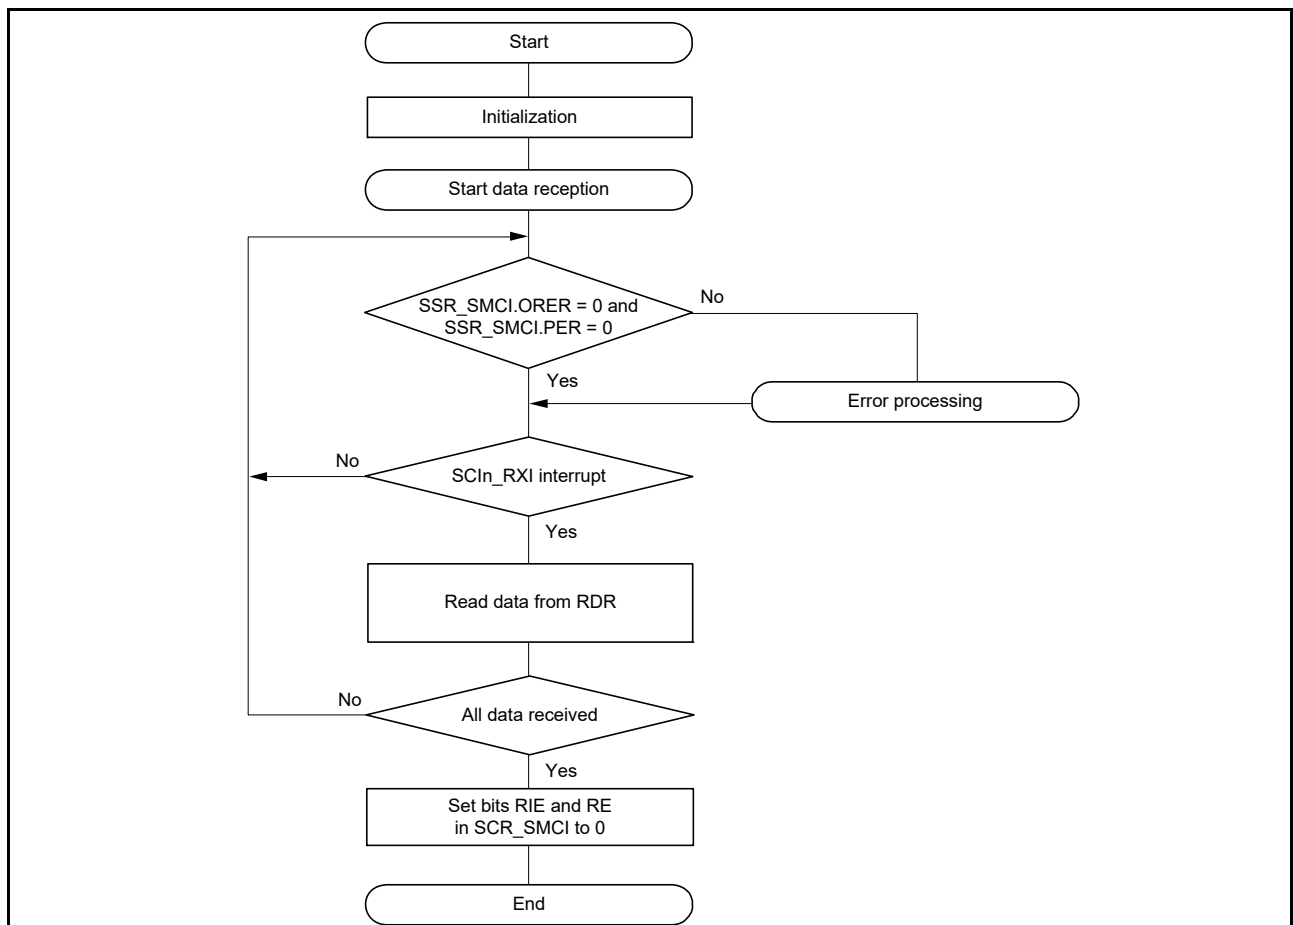 Start
Initialization
Start data reception
SSR_SMCI.ORER = 0 and
SSR_SMCI.PER = 0
No
Yes
Error processing
No
SCIn_RXI interrupt
Yes
Read data from RDR
No
All data received
Yes
Set bits RIE and RE
in SCR_SMCI to 0
End